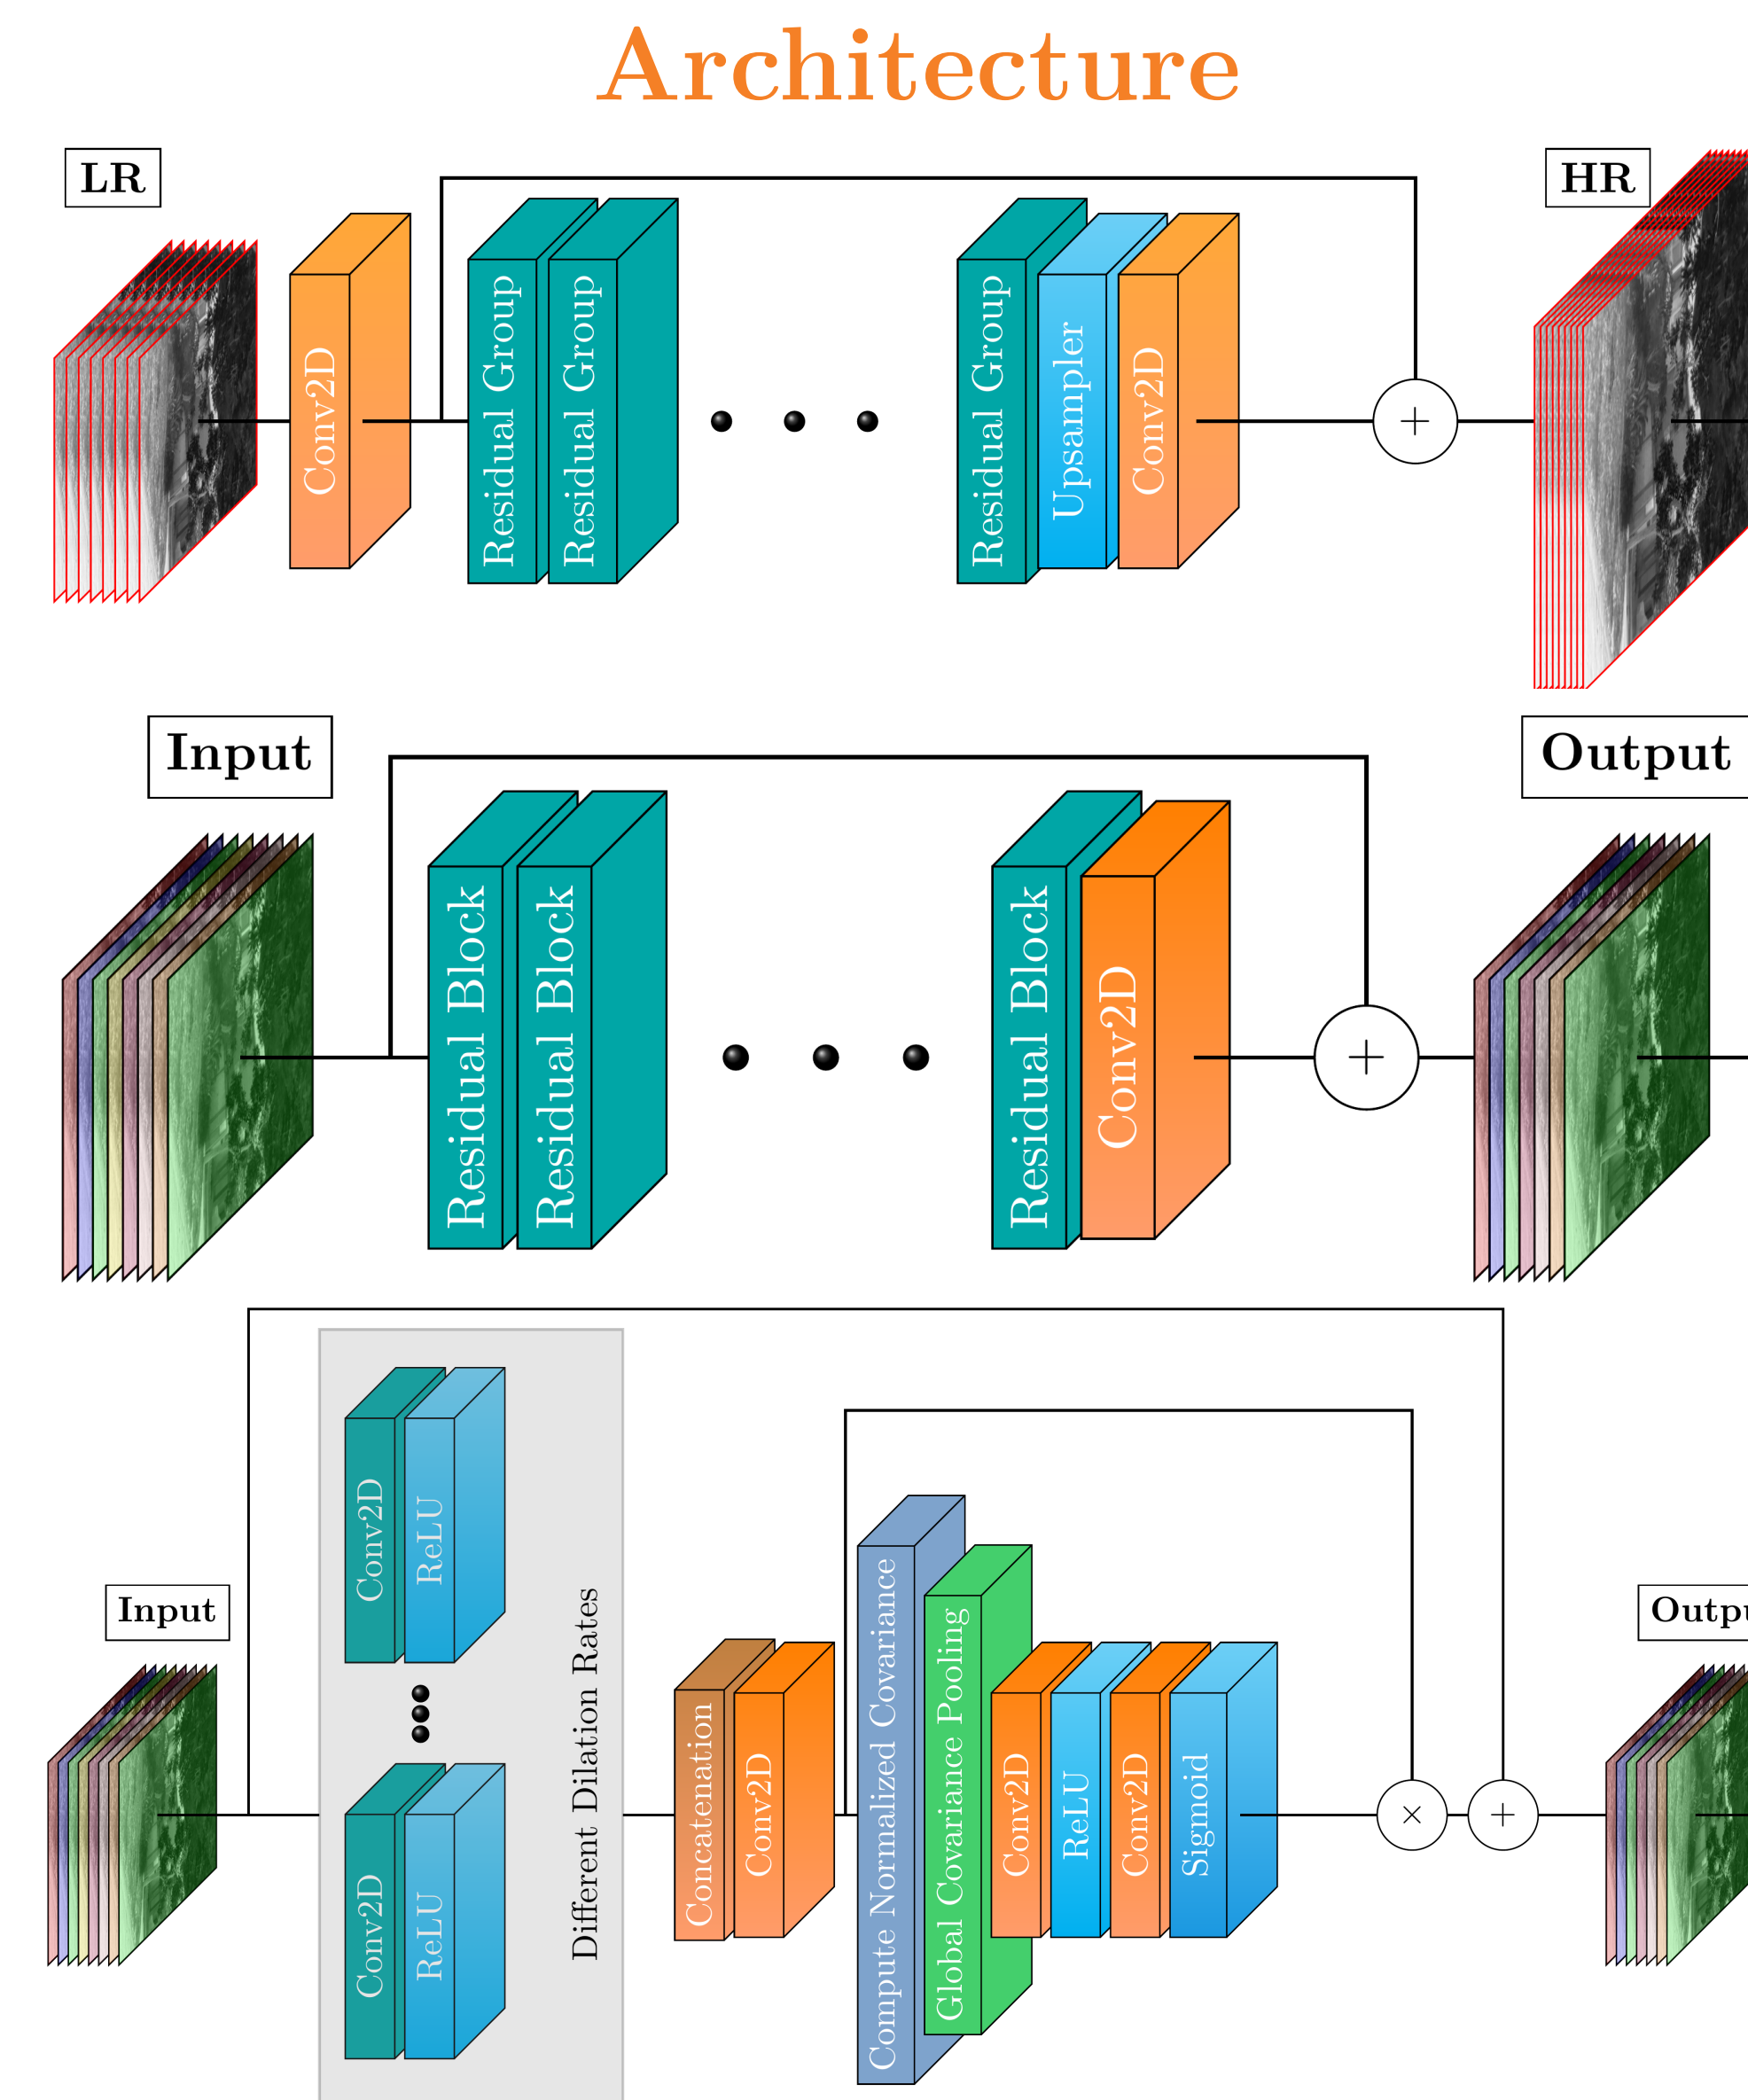 Architecture
LR
HR
Conv2D
Residual Group
Residual Group
Residual Group
Upsampler
Conv2D
+
Input
Output
Residual Block
Residual Block
Residual Block
Conv2D
+
Input
Conv2D
ReLU
Conv2D
ReLU
Different Dilation Rates
Concatenation
Conv2D
Compute Normalized Covariance
Global Covariance Pooling
Conv2D
ReLU
Conv2D
Sigmoid
×
+